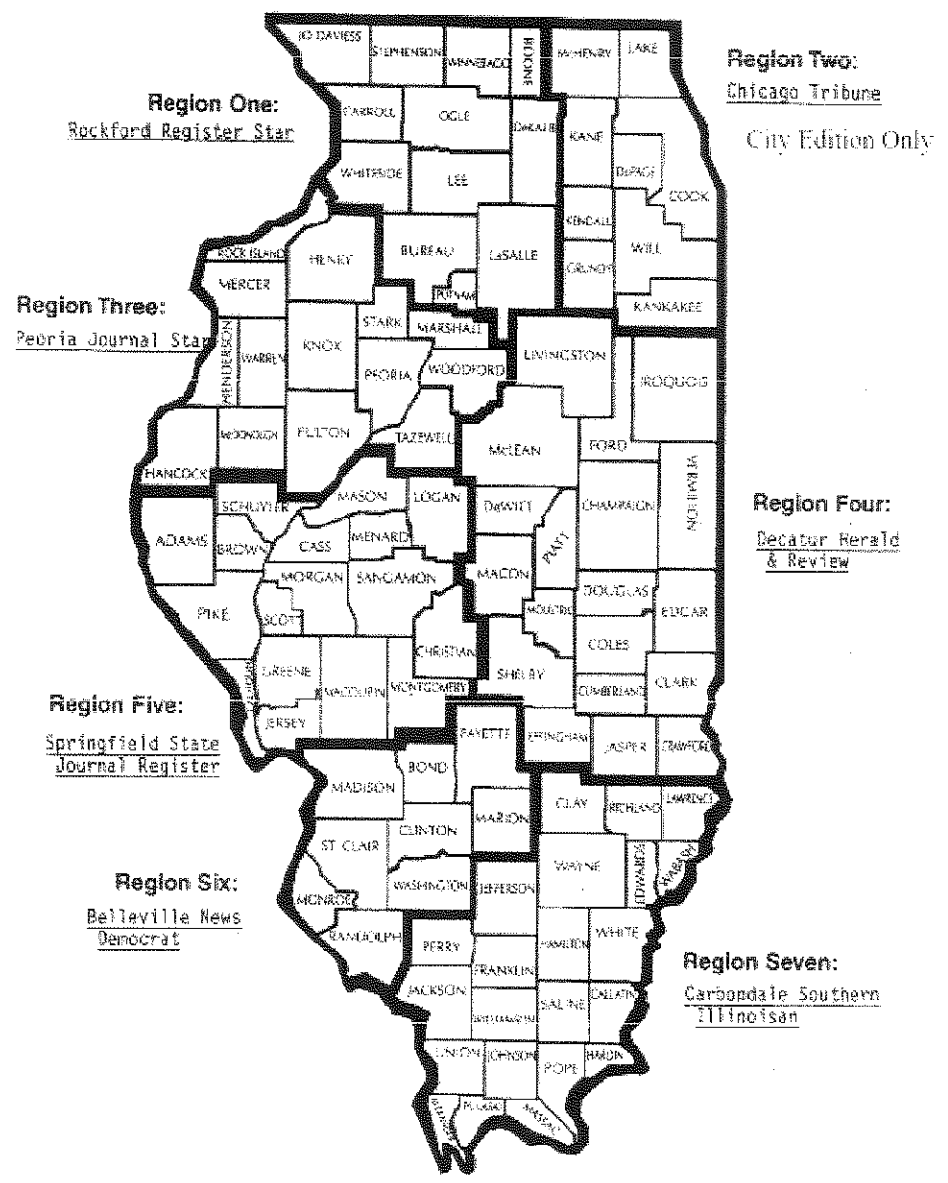 JO DAVIESS
STEPHENSON
WINNEBAGO
BOONE
McHENRY
LAKE
Region Two:
Chicago Tribune
City Edition Only
Region One:
Rockford Register Star
CARROLL
OGLE
DeKALB
KANE
DuPAGE
COOK
WHITESIDE
LEE
KENDALL
WILL
GRUNDY
KANKAKEE
ROCK ISLAND
HENRY
BUREAU
LaSALLE
PUTNAM
MERCER
Region Three:
Peoria Journal Star
HENDERSON
WARREN
KNOX
STARK
MARSHALL
PEORIA
WOODFORD
LIVINGSTON
IROQUOIS
HANCOCK
McDONOUGH
FULTON
TAZEWELL
McLEAN
FORD
VERMILION
SCHUYLER
MASON
LOGAN
DeWITT
CHAMPAIGN
PIATT
Region Four:
Decatur Herald
& Review
ADAMS
BROWN
CASS
MENARD
MACON
MORGAN
SANGAMON
DOUGLAS
EDGAR
PIKE
SCOTT
CHRISTIAN
MOULTRIE
COLES
SHELBY
CUMBERLAND
CLARK
GREENE
MACOUPIN
MONTGOMERY
JERSEY
Region Five:
Springfield State
Journal Register
FAYETTE
EFFINGHAM
JASPER
CRAWFORD
MADISON
BOND
CLAY
RICHLAND
LAWRENCE
MARION
CLINTON
ST CLAIR
WAYNE
EDWARDS
WABASH
WASHINGTON
JEFFERSON
MONROE
Region Six:
Belleville News
Democrat
RANDOLPH
PERRY
HAMILTON
WHITE
FRANKLIN
JACKSON
WILLIAMSON
SALINE
GALLATIN
Region Seven:
Carbondale Southern
Illinoisan
UNION
JOHNSON
POPE
HARDIN
PULASKI
MASSAC